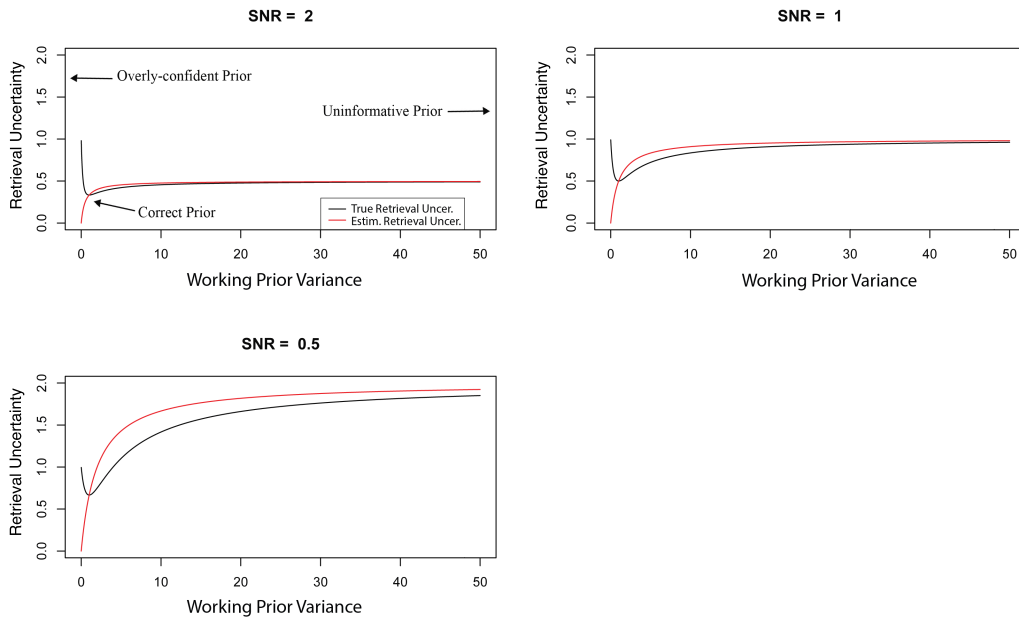 SNR = 2
Retrieval Uncertainty
2.0
1.5
1.0
0.5
0.0
Overly-confident Prior
Uninformative Prior
Correct Prior
True Retrieval Uncer.
Estim. Retrieval Uncer.
0 10 20 30 40 50
Working Prior Variance
SNR = 1
Retrieval Uncertainty
2.0
1.5
1.0
0.5
0.0
0 10 20 30 40 50
Working Prior Variance
SNR = 0.5
Retrieval Uncertainty
2.0
1.5
1.0
0.5
0.0
0 10 20 30 40 50
Working Prior Variance